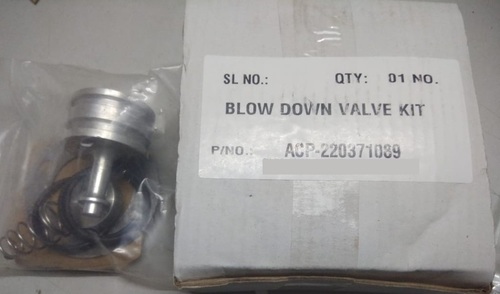 SL NO.: QTY: 01 NO.
BLOW DOWN VALVE KIT
P/NO.: ACP-220371089